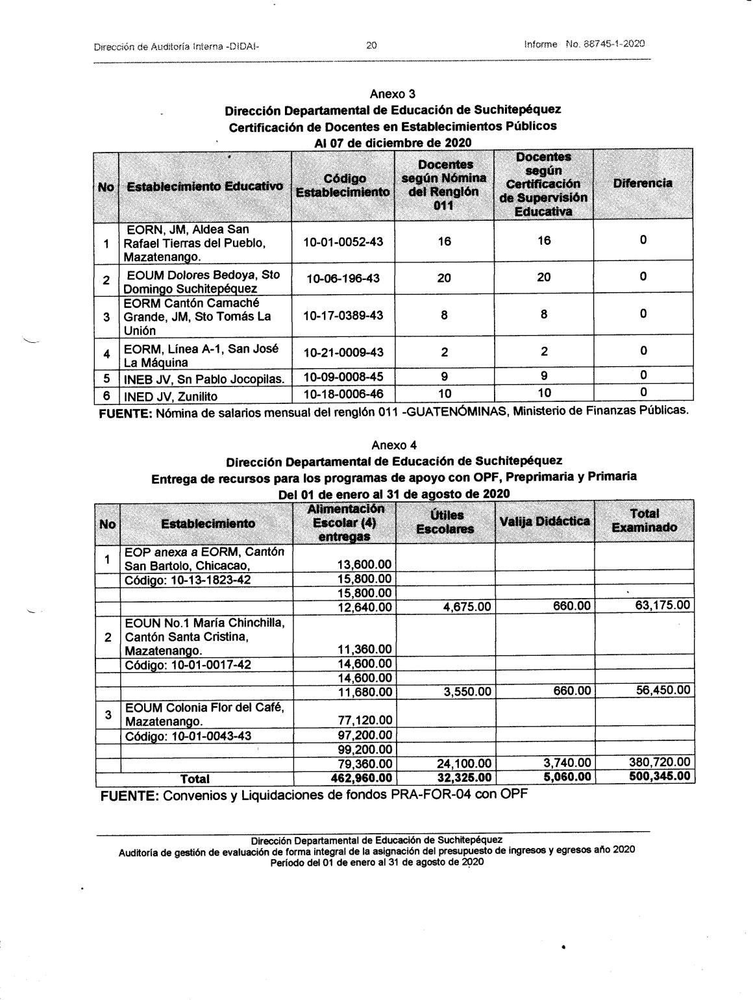 Dirección de Auditoría Interna -DIDAI- 20 Informe No. 88745-1-2020
Anexo 3
Dirección Departamental de Educación de Suchitepéquez
Certificación de Docentes en Establecimientos Públicos
Al 07 de diciembre de 2020
No Establecimiento Educativo Código Establecimiento Docentes según Nómina del Renglón 011 Docentes según Certificación de Supervisión Educativa Diferencia
1 EORN, JM, Aldea San Rafael Tierras del Pueblo, Mazatenango. 10-01-0052-43 16 16 0
2 EOUM Dolores Bedoya, Sto Domingo Suchitepéquez 10-06-196-43 20 20 0
3 EORM Cantón Camaché Grande, JM, Sto Tomás La Unión 10-17-0389-43 8 8 0
4 EORM, Línea A-1, San José La Máquina 10-21-0009-43 2 2 0
5 INEB JV, Sn Pablo Jocopilas. 10-09-0008-45 9 9 0
6 INED JV, Zunilito 10-18-0006-46 10 10 0
FUENTE: Nómina de salarios mensual del renglón 011 -GUATENÓMINAS, Ministerio de Finanzas Públicas.
Anexo 4
Dirección Departamental de Educación de Suchitepéquez
Entrega de recursos para los programas de apoyo con OPF, Preprimaria y Primaria
Del 01 de enero al 31 de agosto de 2020
No Establecimiento Alimentación Escolar (4) entregas Útiles Escolares Valija Didáctica Total Examinado
1 EOP anexa a EORM, Cantón San Bartolo, Chicacao, 13,600.00
Código: 10-13-1823-42 15,800.00
15,800.00
12,640.00 4,675.00 660.00 63,175.00
2 EOUN No.1 María Chinchilla, Cantón Santa Cristina, Mazatenango. 11,360.00
Código: 10-01-0017-42 14,600.00
14,600.00
11,680.00 3,550.00 660.00 56,450.00
3 EOUM Colonia Flor del Café, Mazatenango. 77,120.00
Código: 10-01-0043-43 97,200.00
99,200.00
79,360.00 24,100.00 3,740.00 380,720.00
Total 462,960.00 32,325.00 5,060.00 500,345.00
FUENTE: Convenios y Liquidaciones de fondos PRA-FOR-04 con OPF
Dirección Departamental de Educación de Suchitepéquez
Auditoría de gestión de evaluación de forma integral de la asignación del presupuesto de ingresos y egresos año 2020
Período del 01 de enero al 31 de agosto de 2020